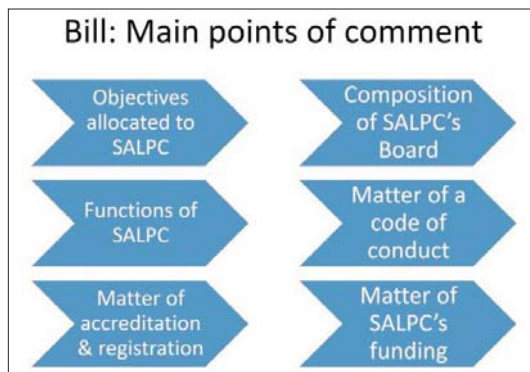 Bill: Main points of comment
Objectives
allocated to
SALPC
Composition
of SALPC's
Board
Functions of
SALPC
Matter of a
code of
conduct
Matter of
accreditation
& registration
Matter of
SALPC's
funding